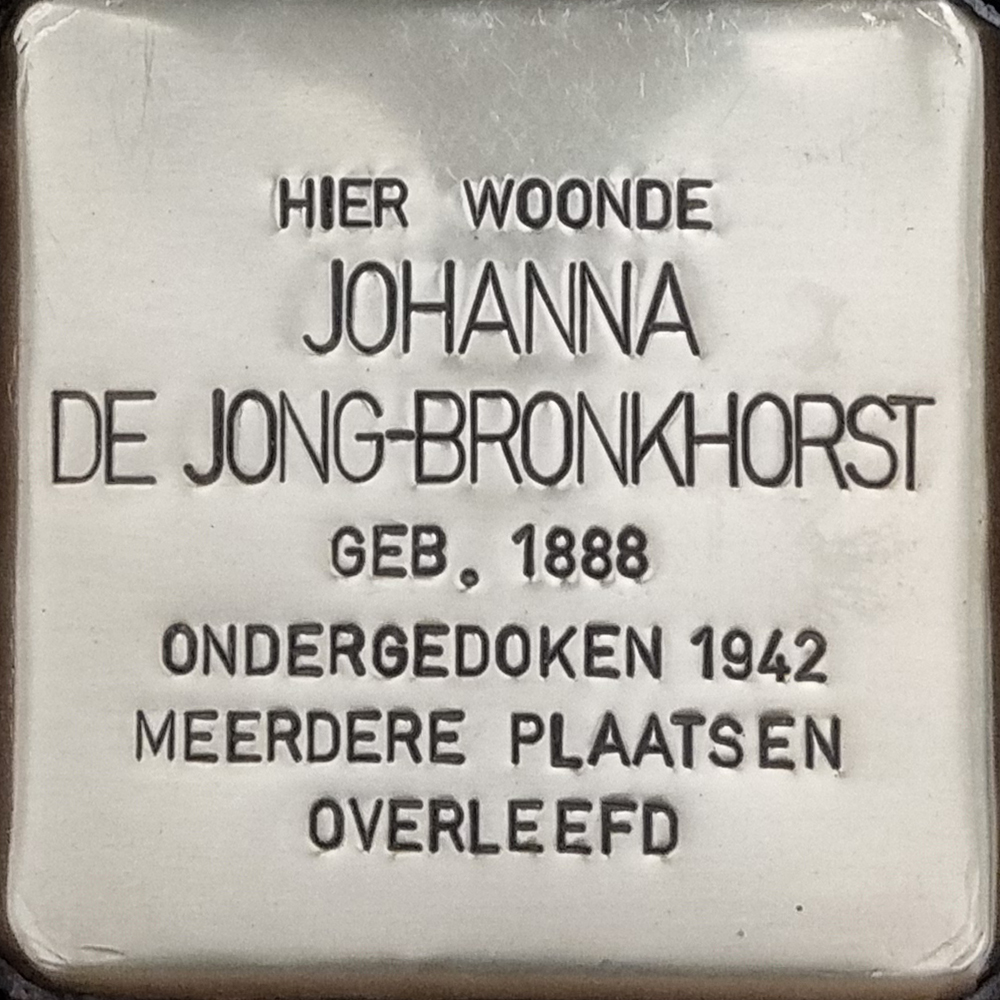 HIER WOONDE
JOHANNA
DE JONG-BRONKHORST
GEB. 1888
ONDERGEDOKEN 1942
MEERDERE PLAATSEN
OVERLEEFD